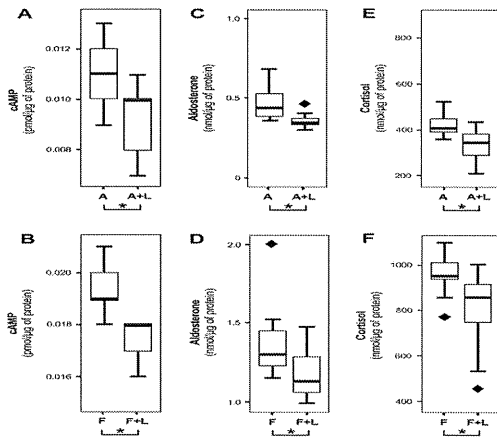 A
cAMP
(pmol/µg of protein)
0.012
0.010
0.008
A A+L
*
C
Aldosterone
(nmol/µg of protein)
1.0
0.5
0
A A+L
*
E
Cortisol
(nmol/µg of protein)
800
600
400
200
A A+L
*
B
cAMP
(pmol/µg of protein)
0.020
0.018
0.016
F F+L
*
D
Aldosterone
(nmol/µg of protein)
2.0
1.5
1.0
F F+L
*
F
Cortisol
(nmol/µg of protein)
1000
800
600
400
F F+L
*